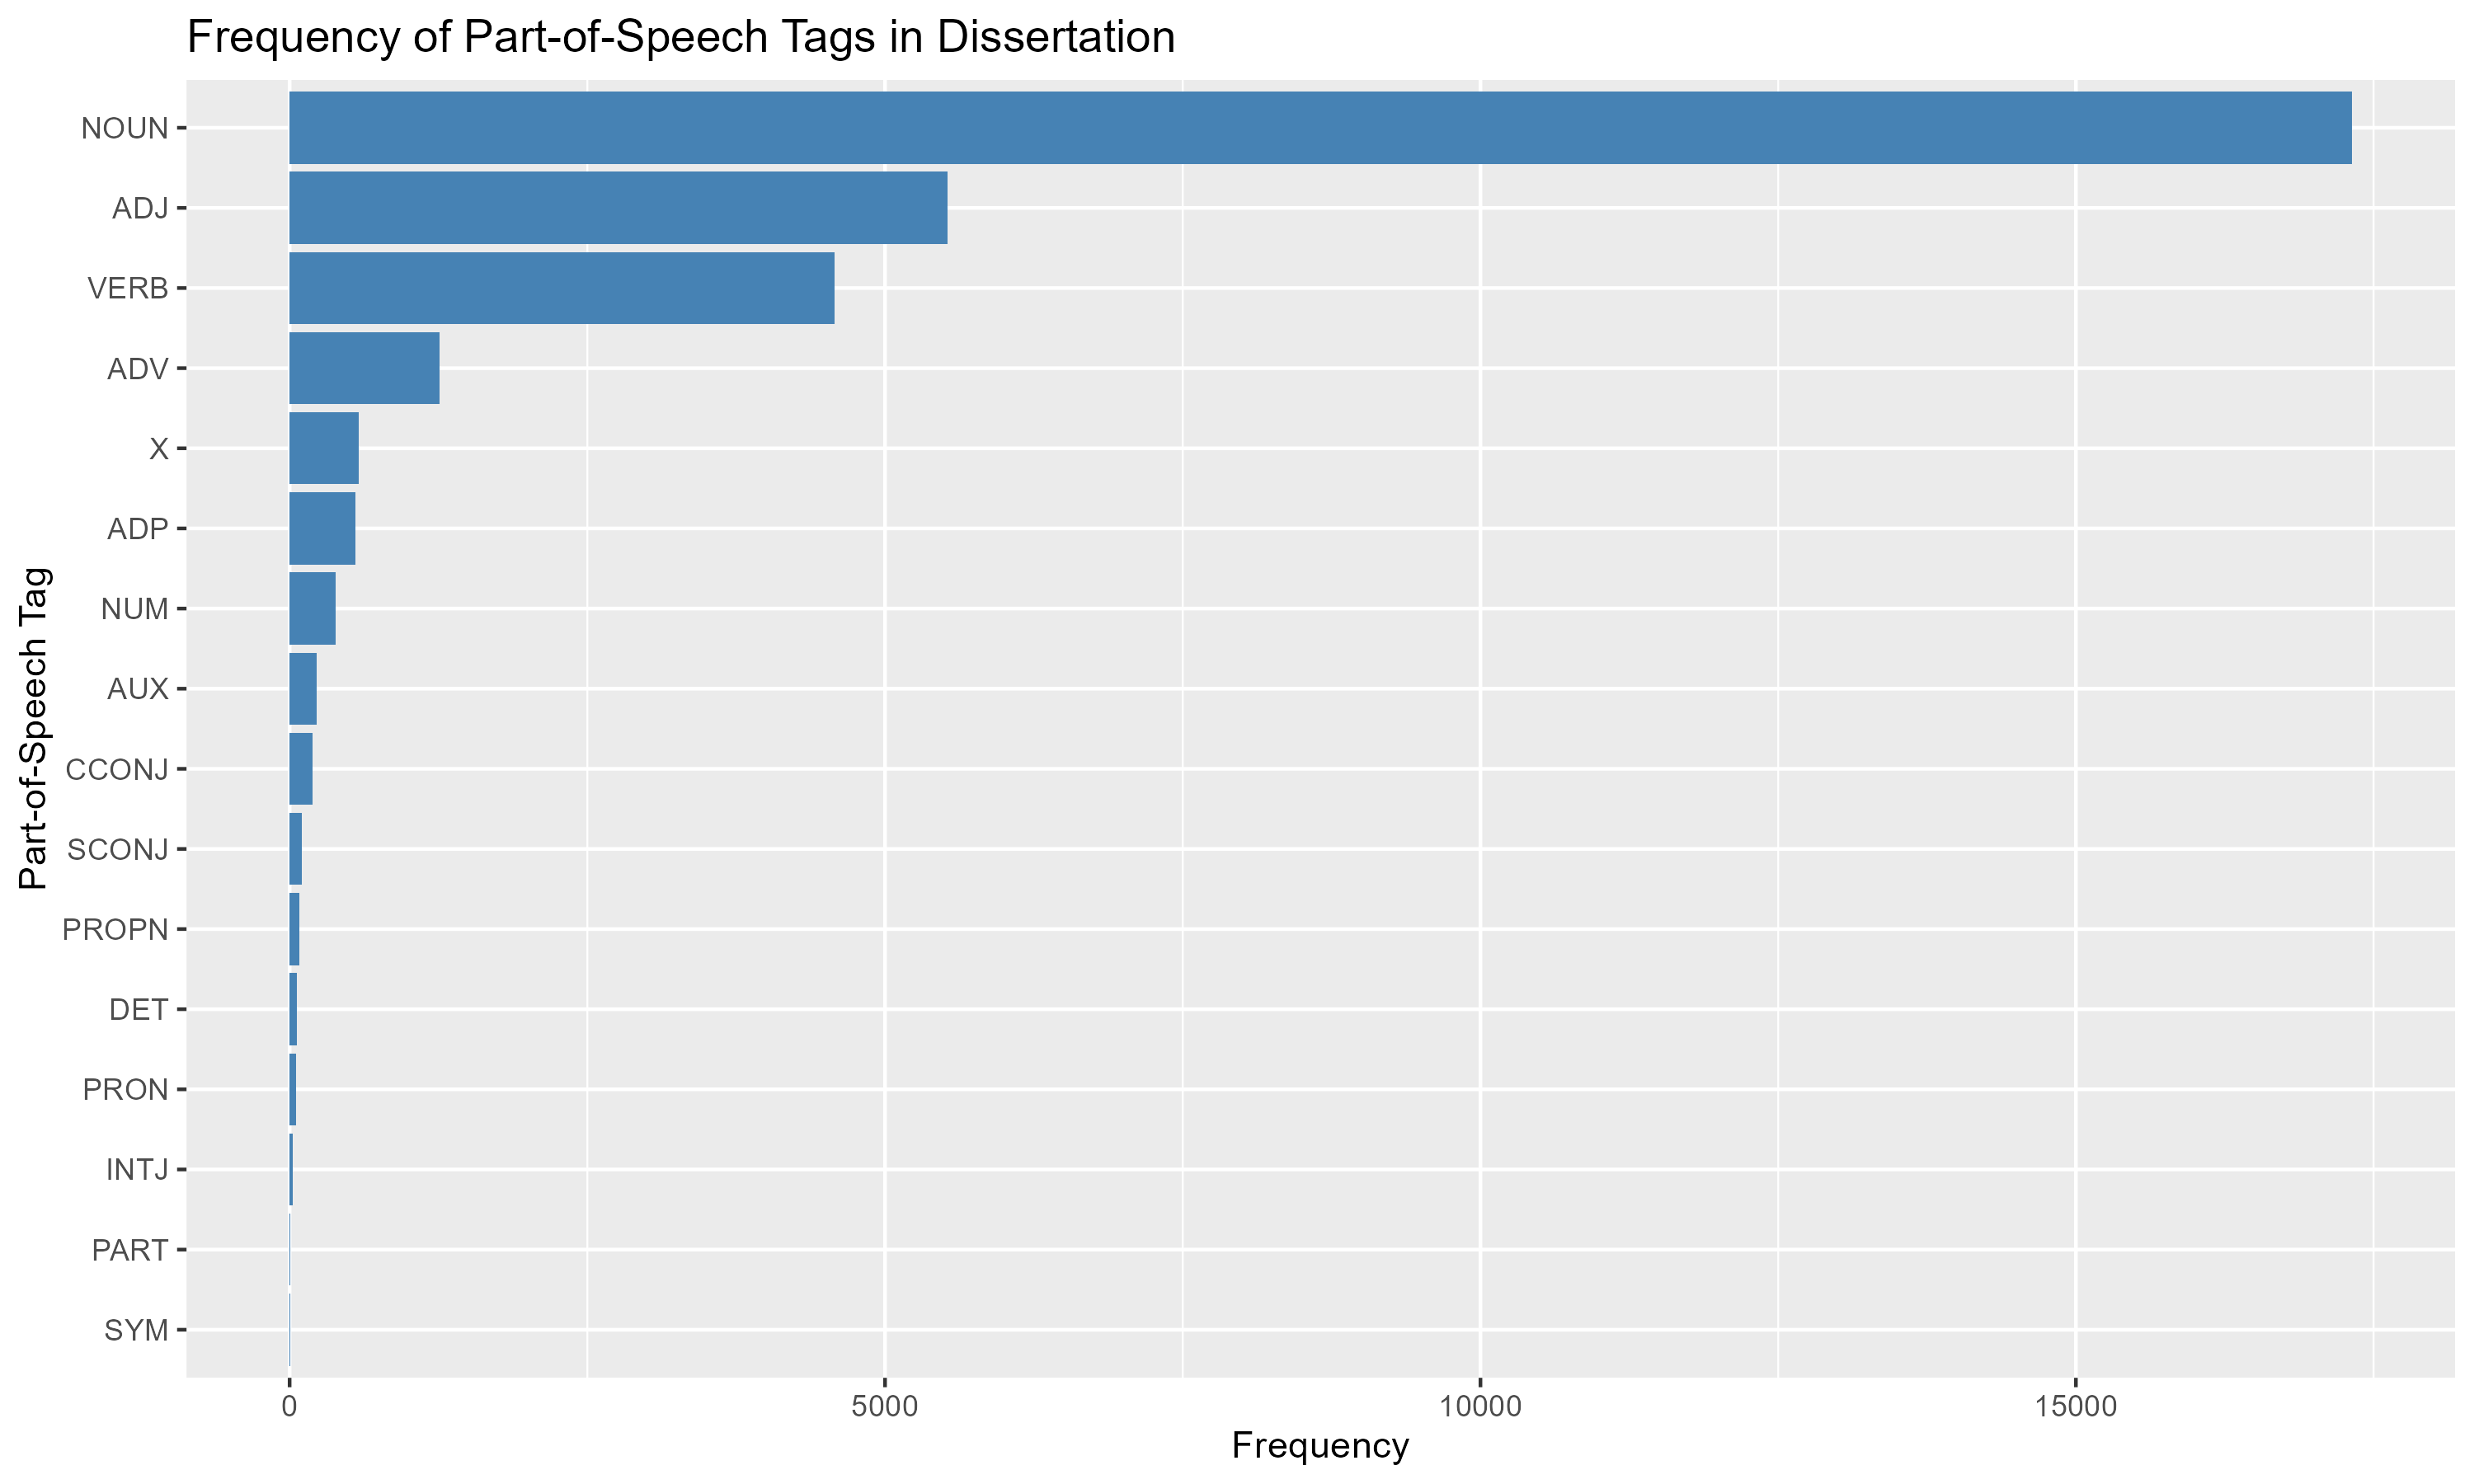 Frequency of Part-of-Speech Tags in Dissertation
Part-of-Speech Tag
NOUN
ADJ
VERB
ADV
X
ADP
NUM
AUX
CCONJ
SCONJ
PROPN
DET
PRON
INTJ
PART
SYM
0 5000 10000 15000
Frequency